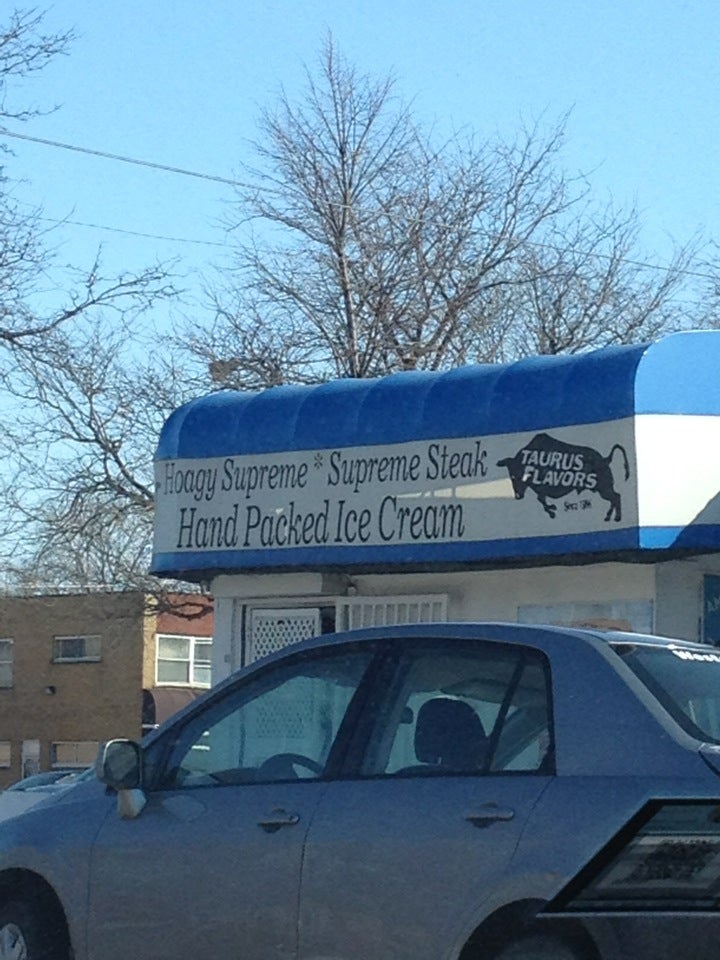 Hoagy Supreme * Supreme Steak
Hand Packed Ice Cream
TAURUS
FLAVORS